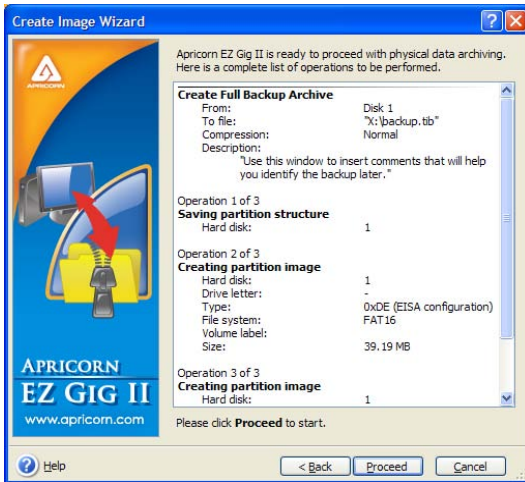 Create Image Wizard
Apricorn EZ Gig II is ready to proceed with physical data archiving.
Here is a complete list of operations to be performed.
APRICORN
Create Full Backup Archive
From: Disk 1
To file: "X:\backup.tib"
Compression: Normal
Description:
"Use this window to insert comments that will help
you identify the backup later."
Operation 1 of 3
Saving partition structure
Hard disk: 1
Operation 2 of 3
Creating partition image
Hard disk: 1
Drive letter: -
Type: 0xDE (EISA configuration)
File system: FAT16
Volume label:
Size: 39.19 MB
Operation 3 of 3
Creating partition image
Hard disk: 1
APRICORN
EZ GIG II
www.apricorn.com
Please click Proceed to start.
? Help
< Back
Proceed
Cancel